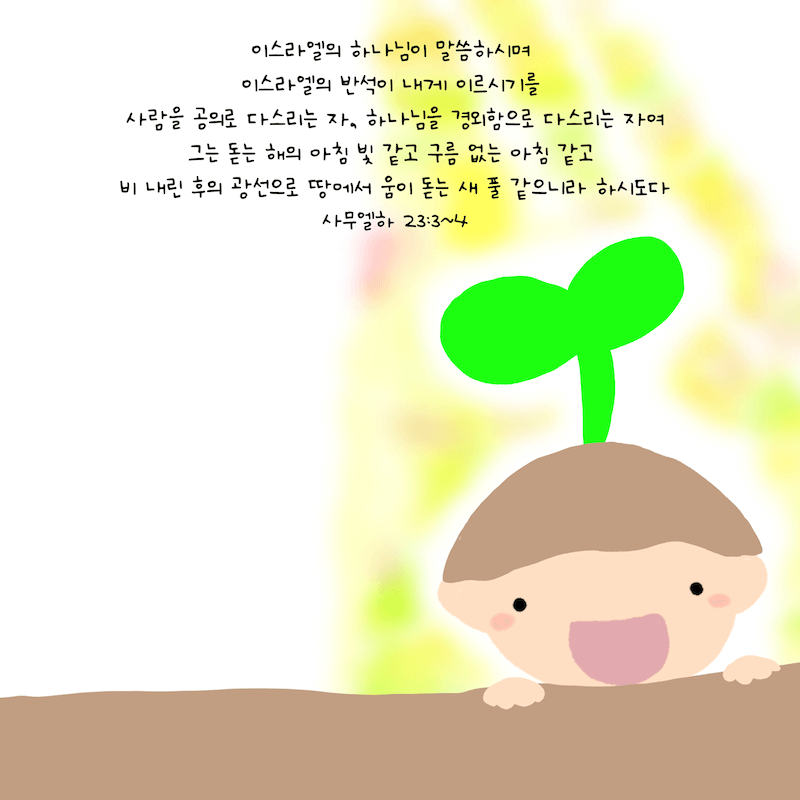 이스라엘의 하나님이 말씀하시며
이스라엘의 반석이 내게 이르시기를
사람을 공의로 다스리는 자, 하나님을 경외함으로 다스리는 자여
그는 돋는 해의 아침 빛 같고 구름 없는 아침 같고
비 내린 후의 광선으로 땅에서 움이 돋는 새 풀 같으니라 하시도다
사무엘하 23:3~4